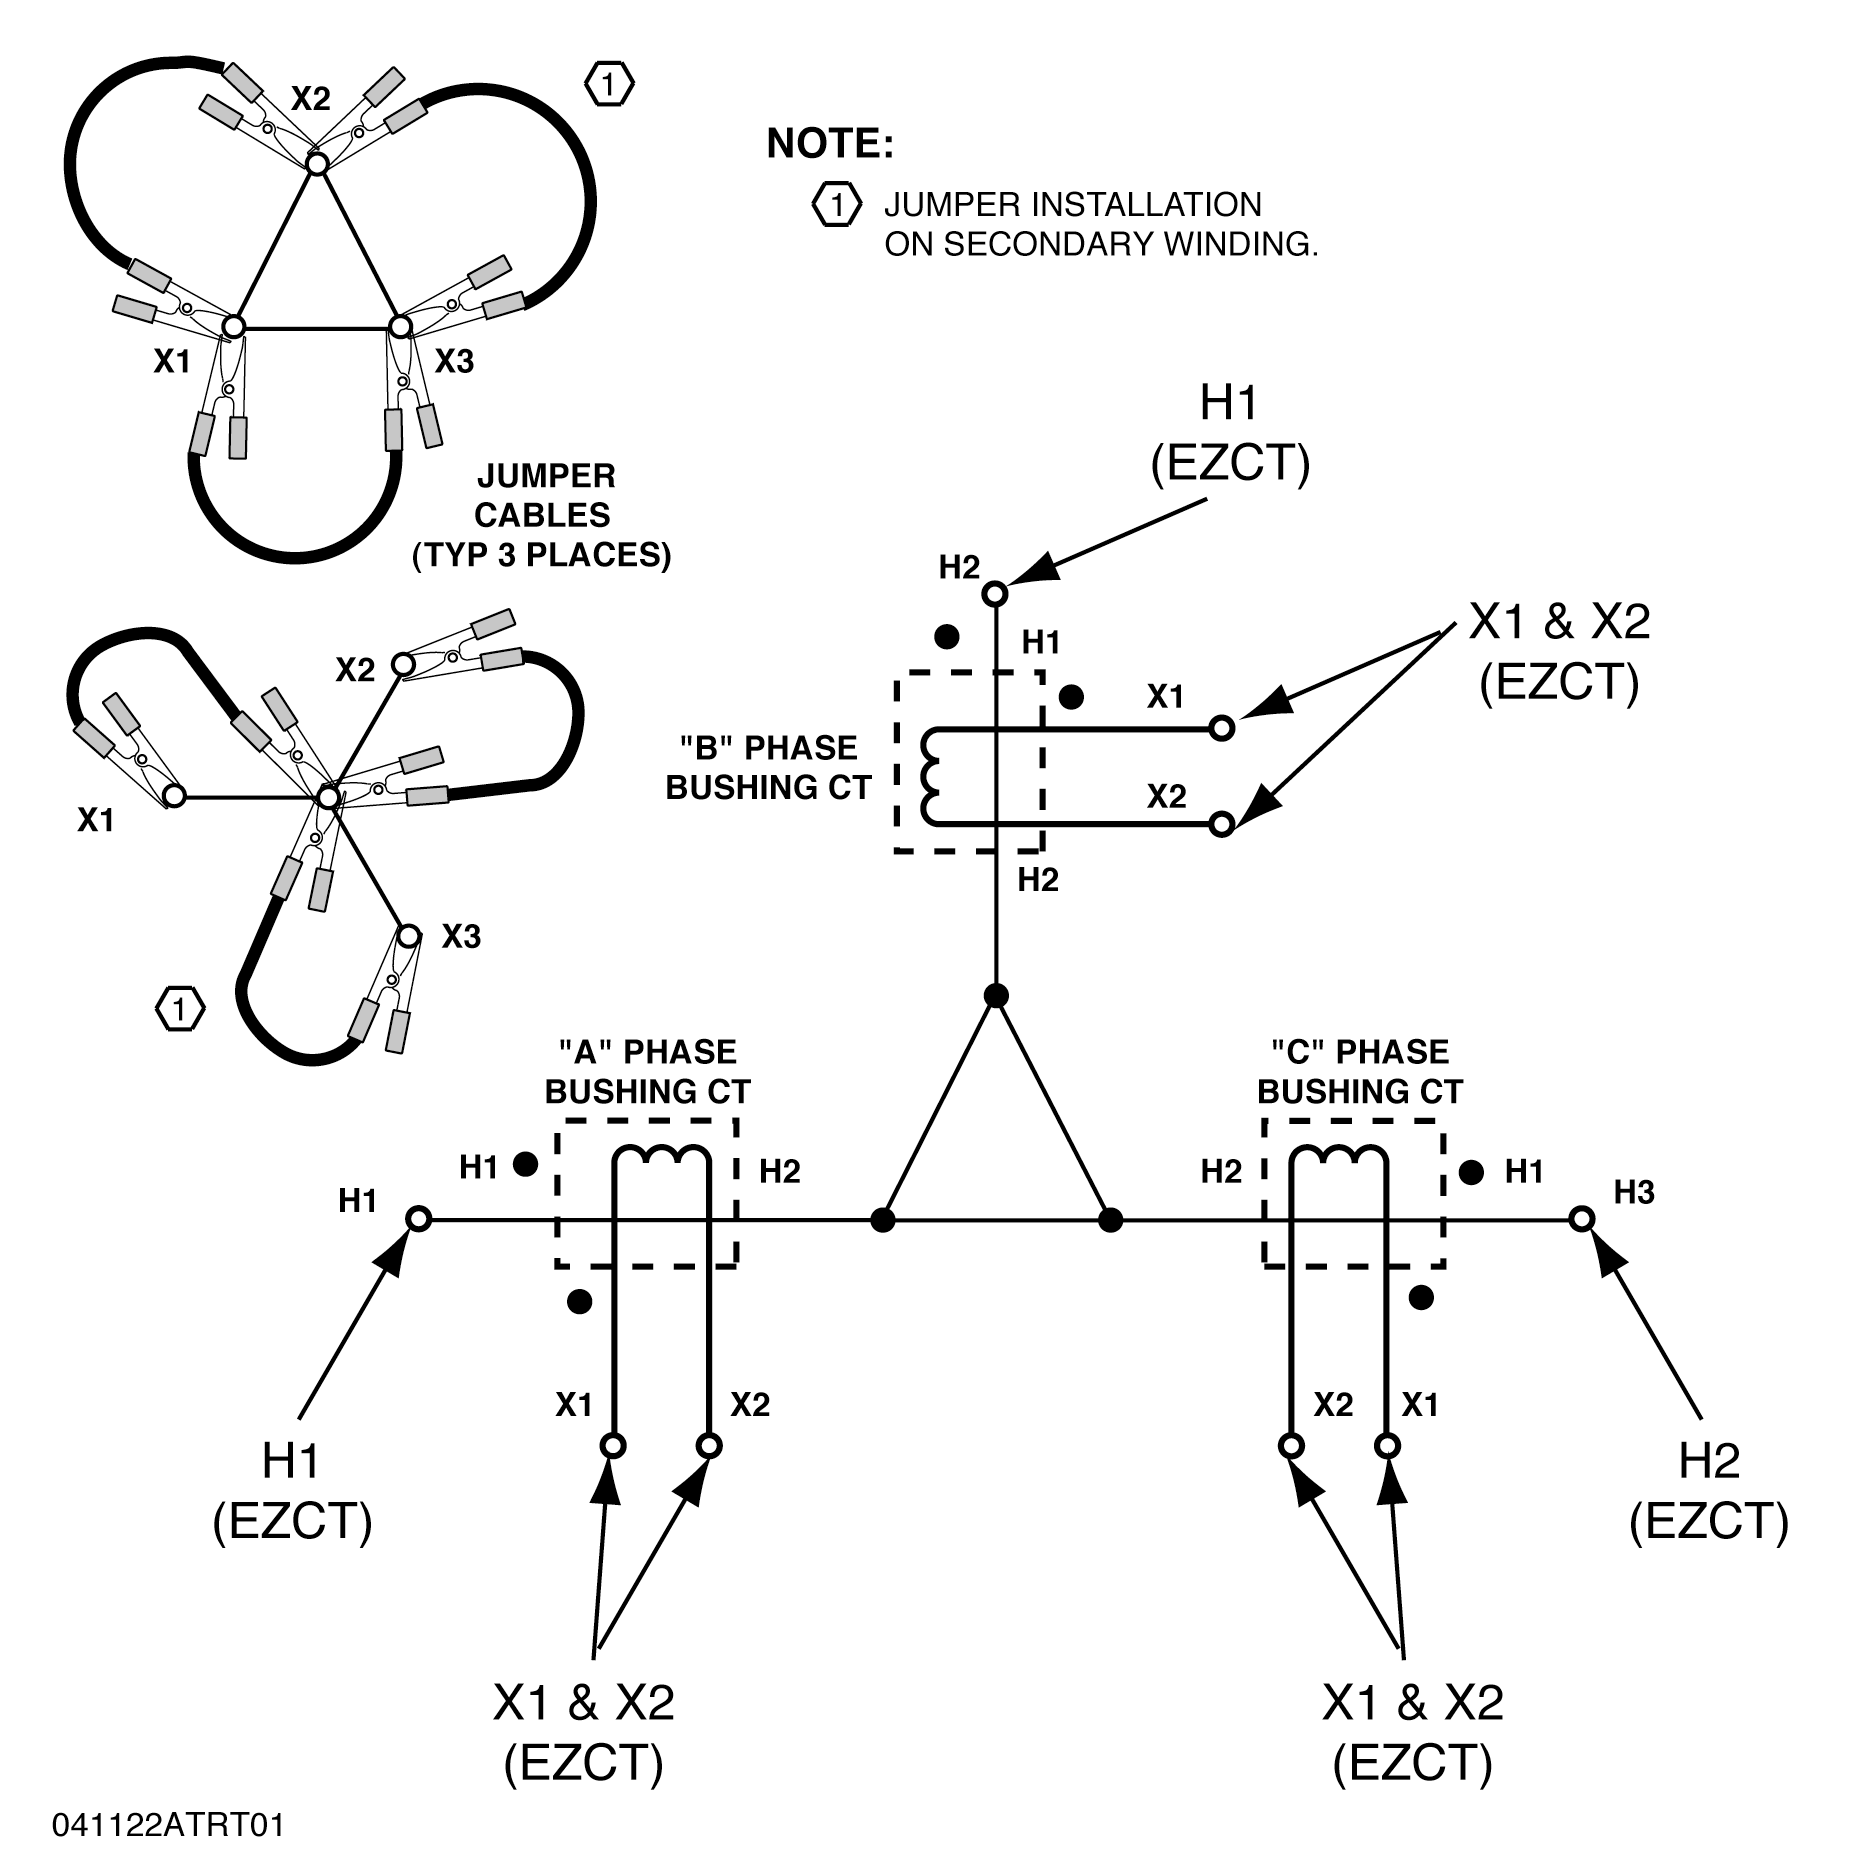 X2
1
X1
X3
JUMPER
CABLES
(TYP 3 PLACES)
NOTE:
1 JUMPER INSTALLATION
ON SECONDARY WINDING.
X2
X1
X3
1
H1
(EZCT)
H2
H1
X1 & X2
(EZCT)
X1
"B" PHASE
BUSHING CT
X2
H2
"A" PHASE
BUSHING CT
H1
H2
H1
X1
X2
H1
(EZCT)
X1 & X2
(EZCT)
"C" PHASE
BUSHING CT
H2
H1
H3
X2
X1
H2
(EZCT)
X1 & X2
(EZCT)
041122ATRT01